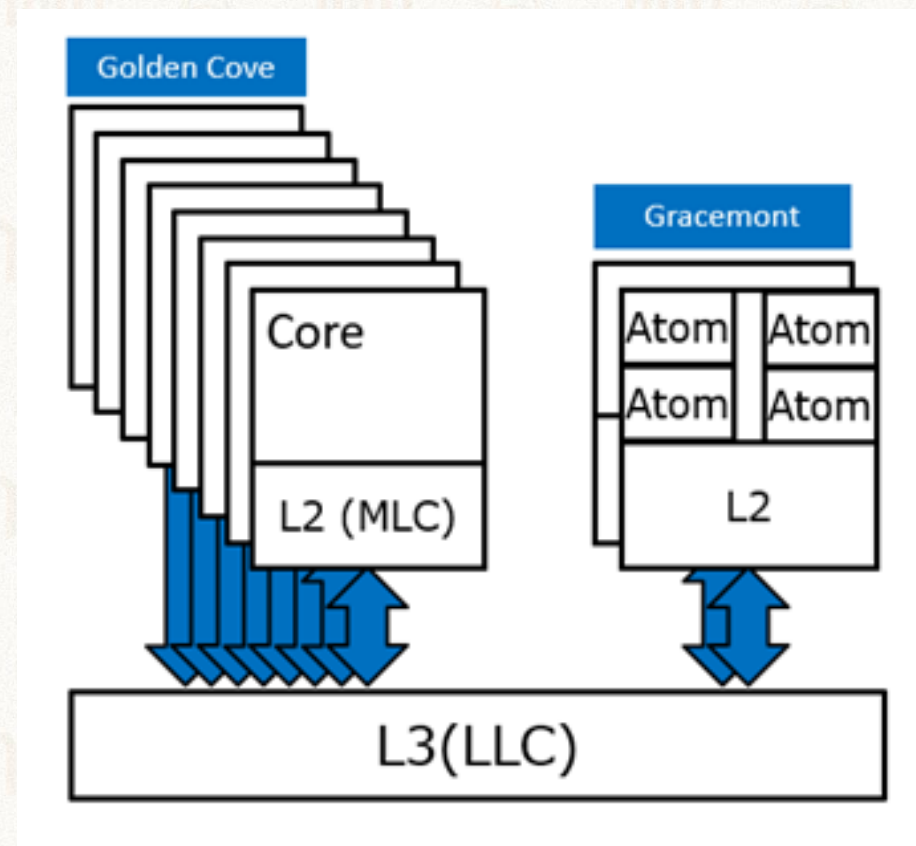 Golden Cove
Gracemont
Core
L2 (MLC)
Atom Atom
Atom Atom
L2
L3(LLC)